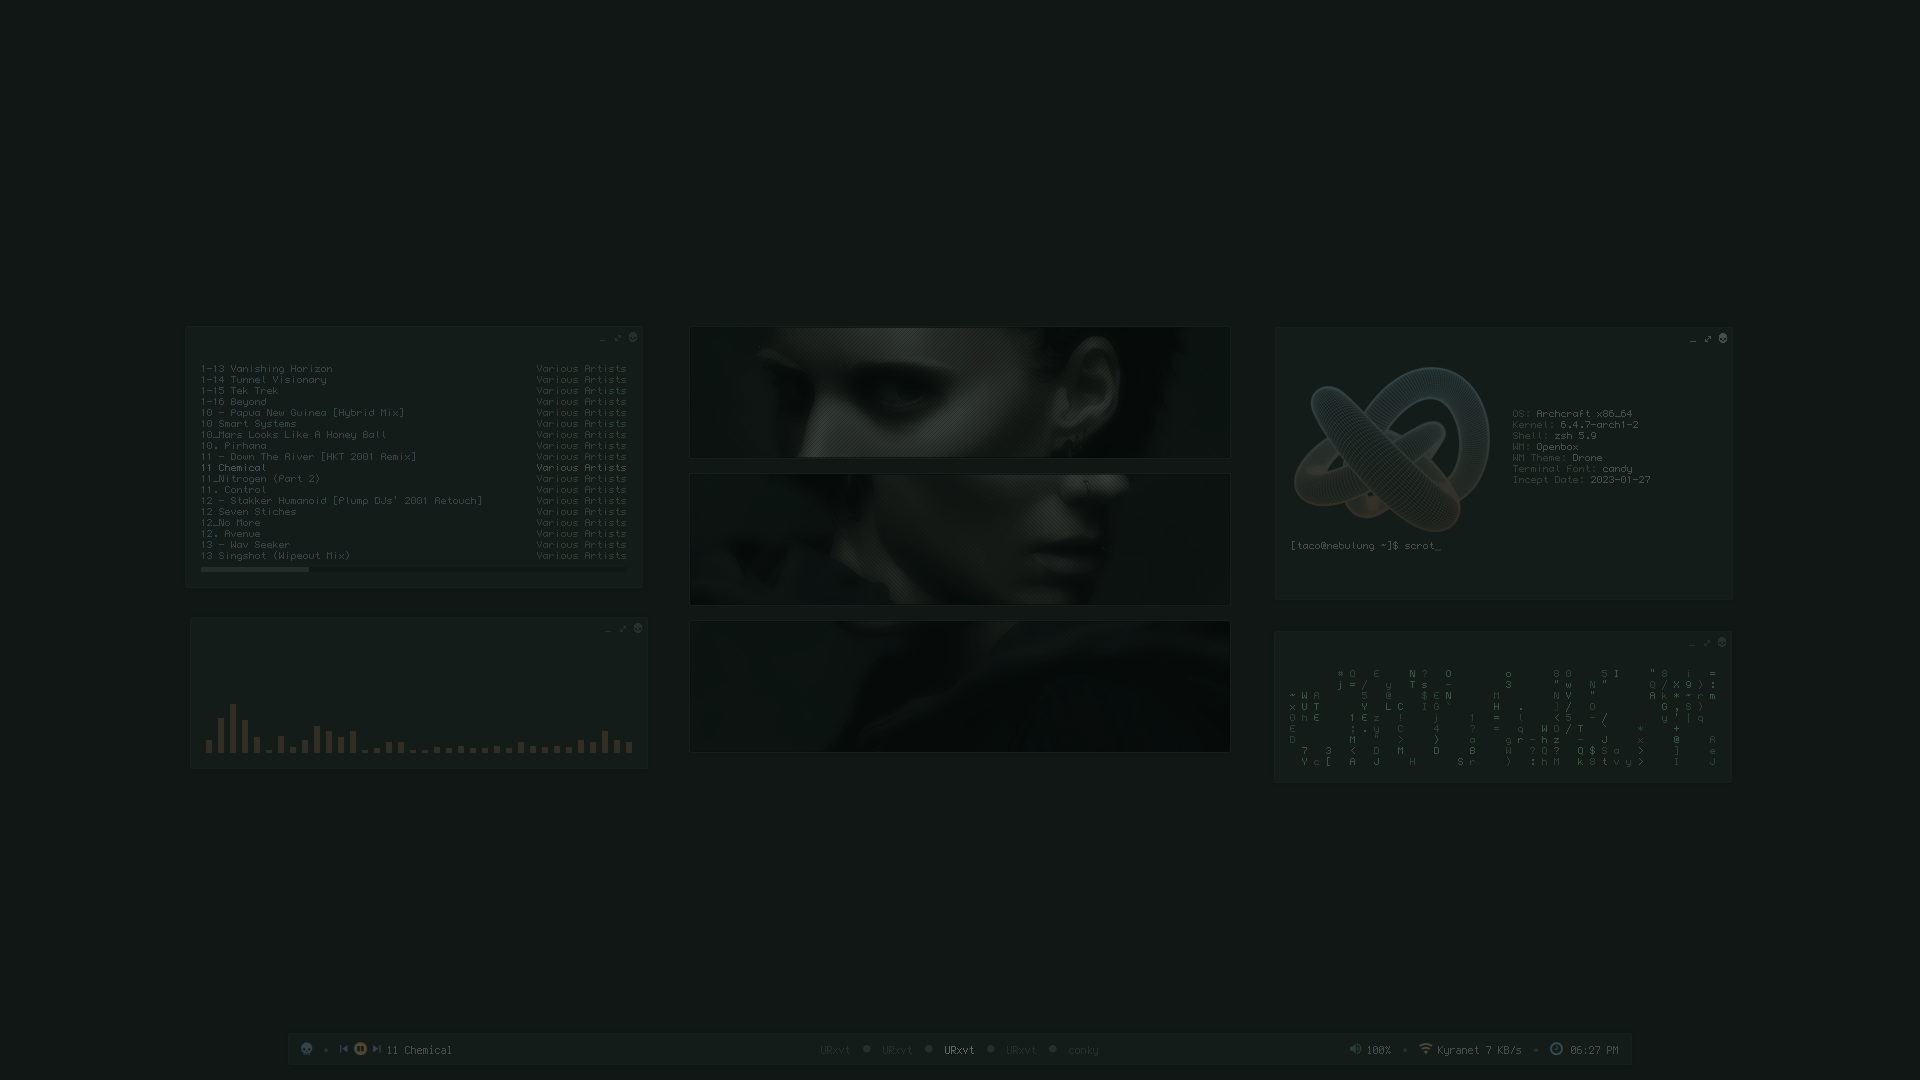 1-13 Vanishing Horizon Various Artists
1-14 Tunnel Visionary Various Artists
1-15 Tek Trek Various Artists
1-16 Beyond Various Artists
10 - Papua New Guinea [Hybrid Mix] Various Artists
10 Smart Systems Various Artists
10_Mars Looks Like A Honey Ball Various Artists
10. Pirhana Various Artists
11 - Down The River [HKT 2001 Remix] Various Artists
11 Chemical Various Artists
11_Nitrogen (Part 2) Various Artists
11. Control Various Artists
12 - Stakker Humanoid [Plump DJs' 2001 Retouch] Various Artists
12 Seven Stiches Various Artists
12_No More Various Artists
12. Avenue Various Artists
13 - Wav Seeker Various Artists
13 Singshot (Wipeout Mix) Various Artists
OS: Archcraft x86_64
Kernel: 6.4.7-arch1-2
Shell: zsh 5.9
WM: Openbox
WM Theme: Drone
Terminal Font: candy
Incept Date: 2023-01-27
[taco@nebulung ~]$ scrot_
11 Chemical URxvt URxvt URxvt URxvt conky 100% Kyranet 7 KB/s 06:27 PM